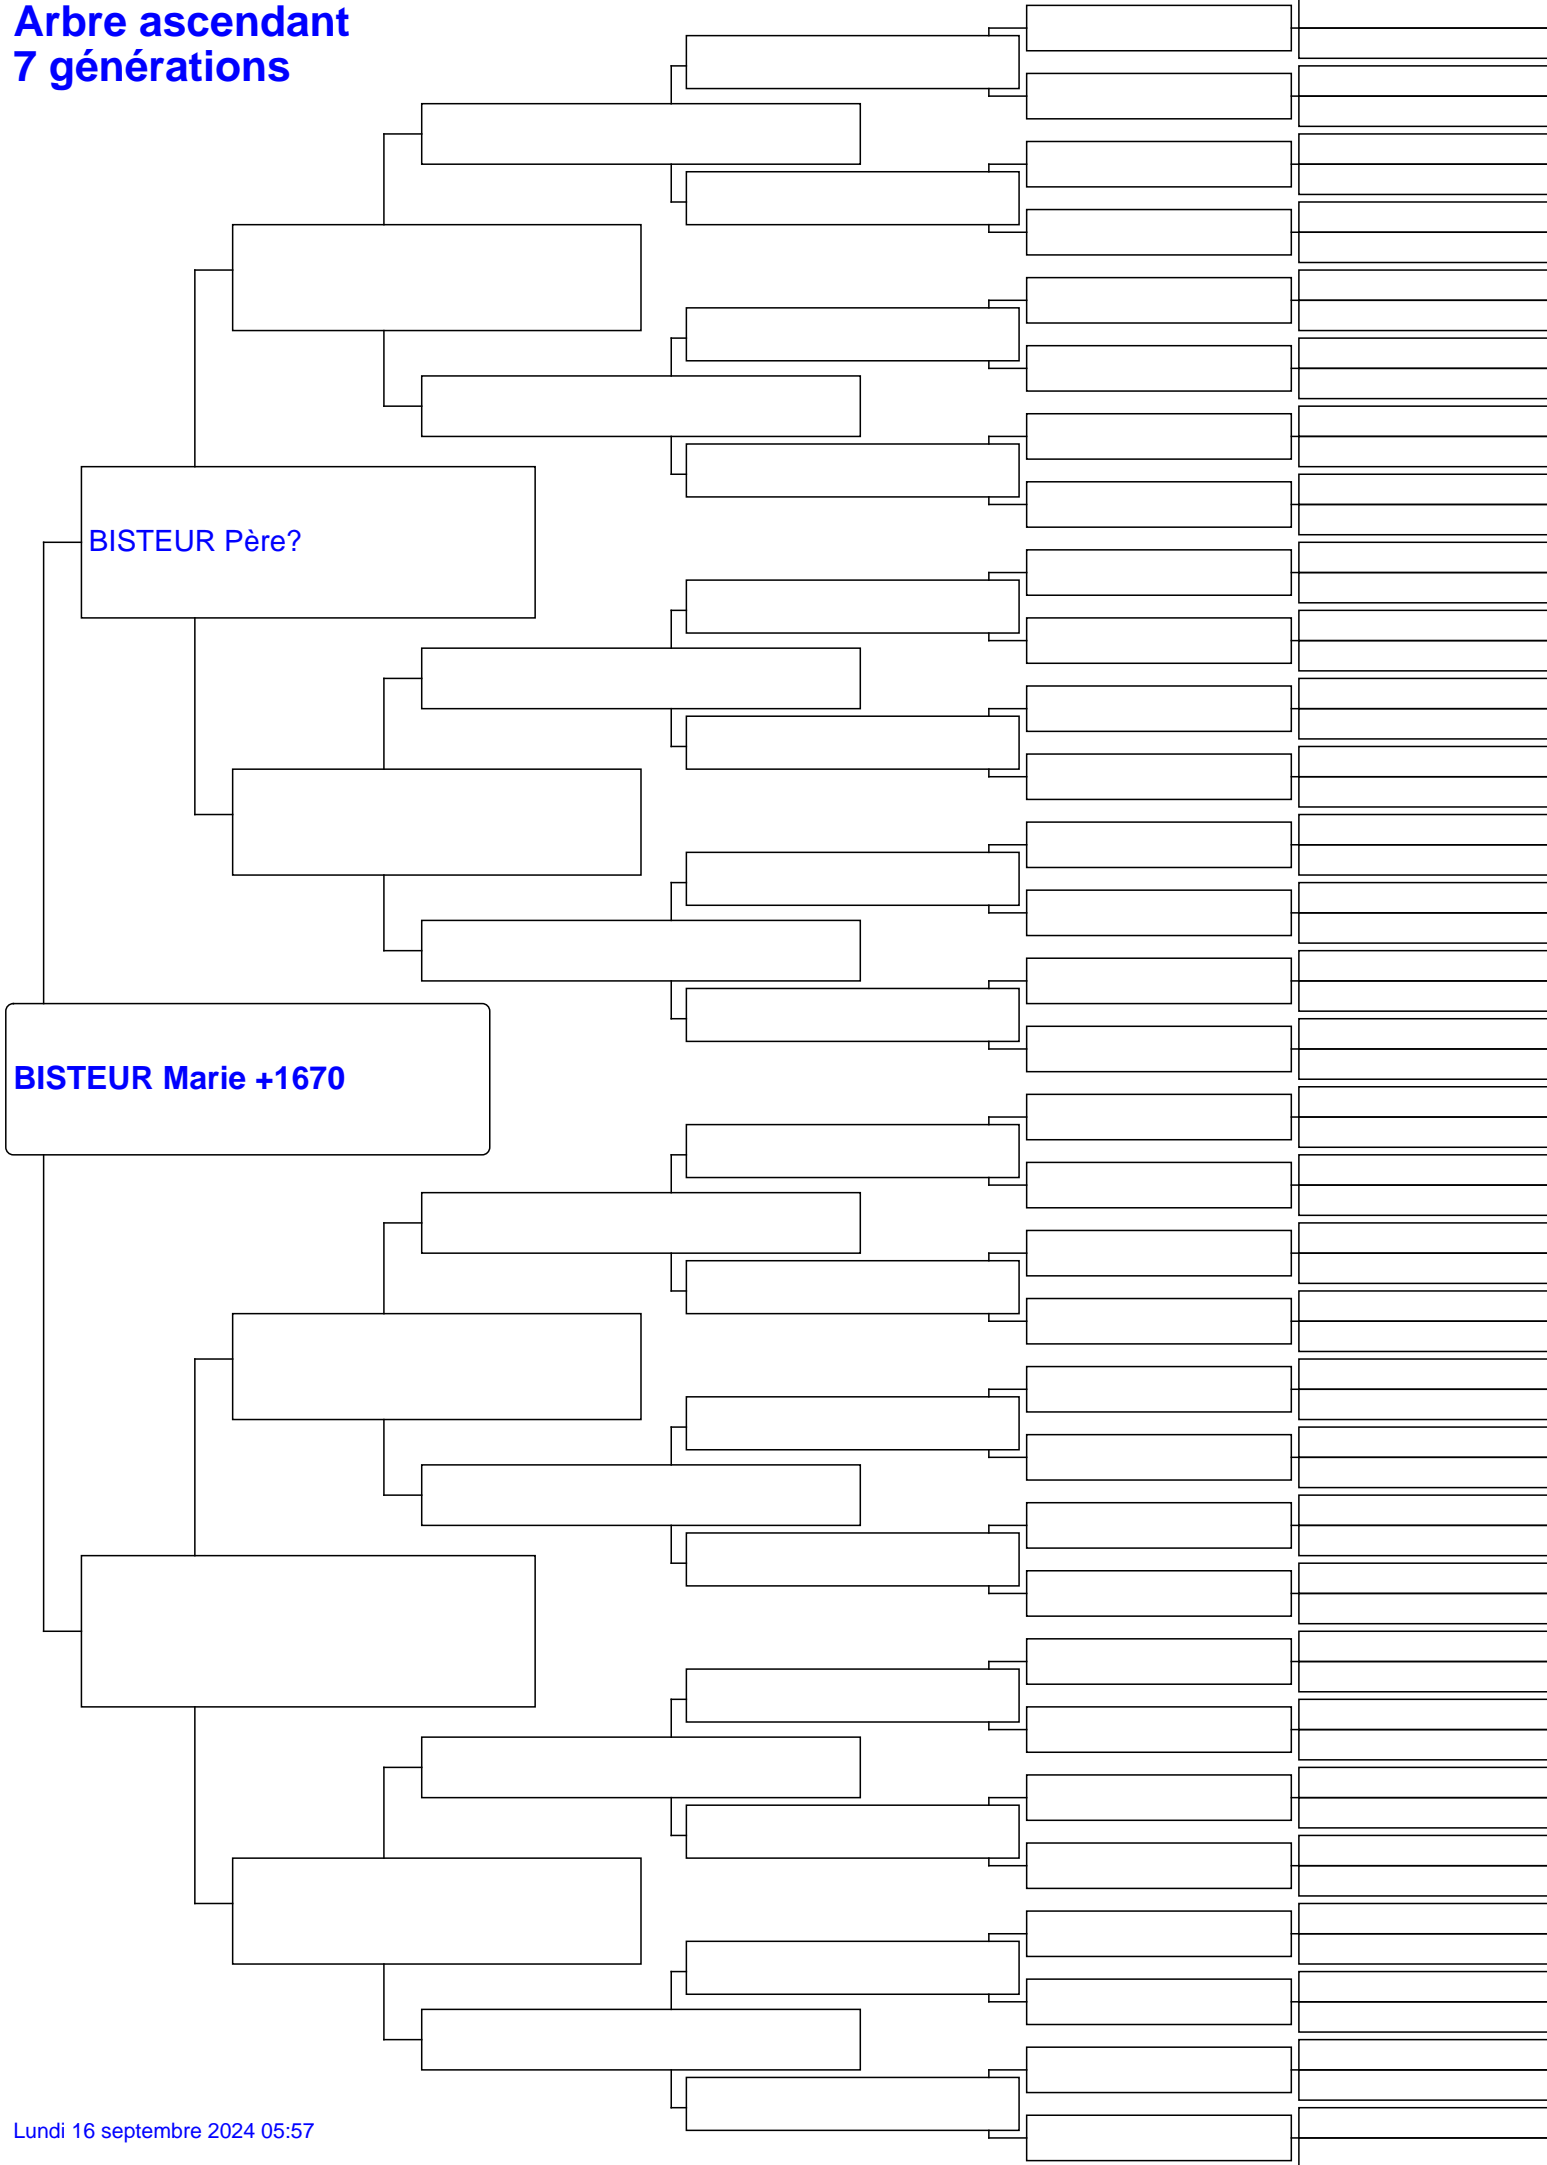 Arbre ascendant
7 générations
BISTEUR Père?
BISTEUR Marie +1670
Lundi 16 septembre 2024 05:57